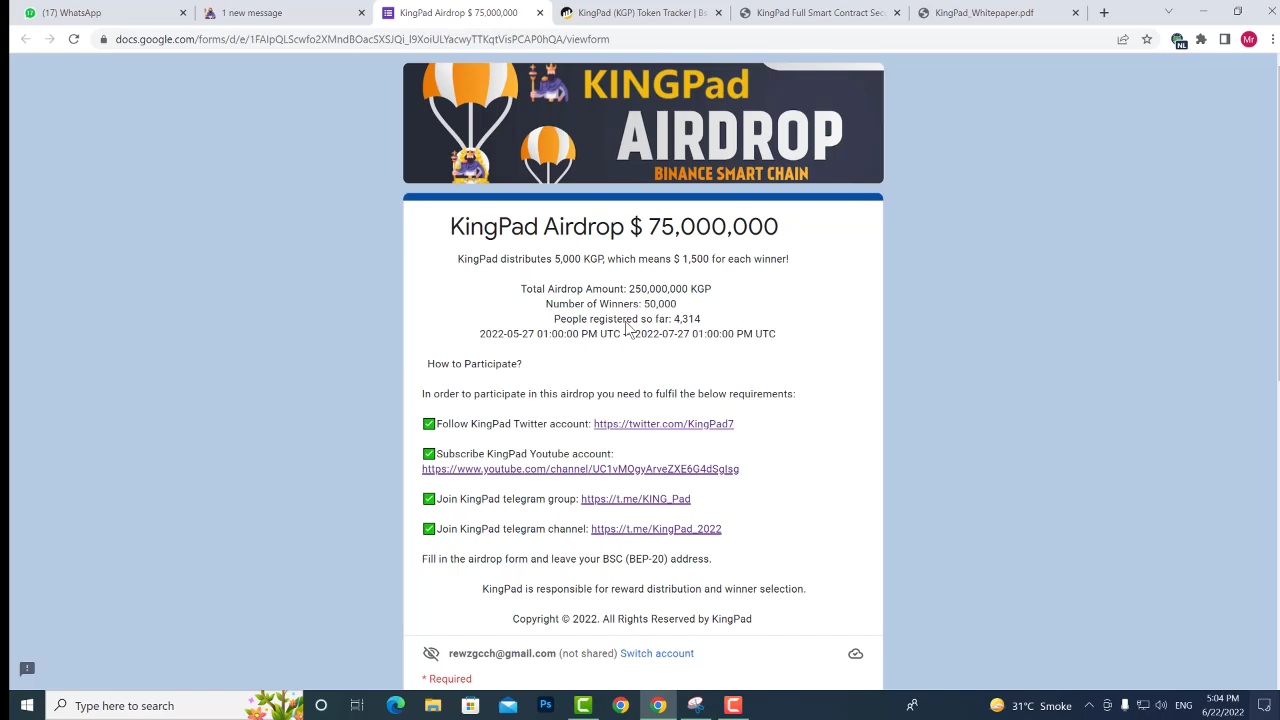 (17) WhatsApp
1 new message
KingPad Airdrop $ 75,000,000
KingPad (KGP) Token Tracker | Bs
KingPad Full Smart Contract Sec
KingPad_Whitepaper.pdf
docs.google.com/forms/d/e/1FAIpQLScwfo2XMndBOacSXSJQi_l9XoiULYacwyTTKqtVisPCAP0hQA/viewform
NL
Mr
KINGPad
AIRDROP
BINANCE SMART CHAIN
KingPad Airdrop $ 75,000,000
KingPad distributes 5,000 KGP, which means $ 1,500 for each winner!
Total Airdrop Amount: 250,000,000 KGP
Number of Winners: 50,000
People registered so far: 4,314
2022-05-27 01:00:00 PM UTC - 2022-07-27 01:00:00 PM UTC
How to Participate?
In order to participate in this airdrop you need to fulfil the below requirements:
✅Follow KingPad Twitter account: https://twitter.com/KingPad7
✅Subscribe KingPad Youtube account:
https://www.youtube.com/channel/UC1vMOgyArveZXE6G4dSgIsg
✅Join KingPad telegram group: https://t.me/KING_Pad
✅Join KingPad telegram channel: https://t.me/KingPad_2022
Fill in the airdrop form and leave your BSC (BEP-20) address.
KingPad is responsible for reward distribution and winner selection.
Copyright © 2022. All Rights Reserved by KingPad
rewzgcch@gmail.com (not shared) Switch account
* Required
Type here to search
Ps
31°C Smoke
ENG
5:04 PM
6/22/2022